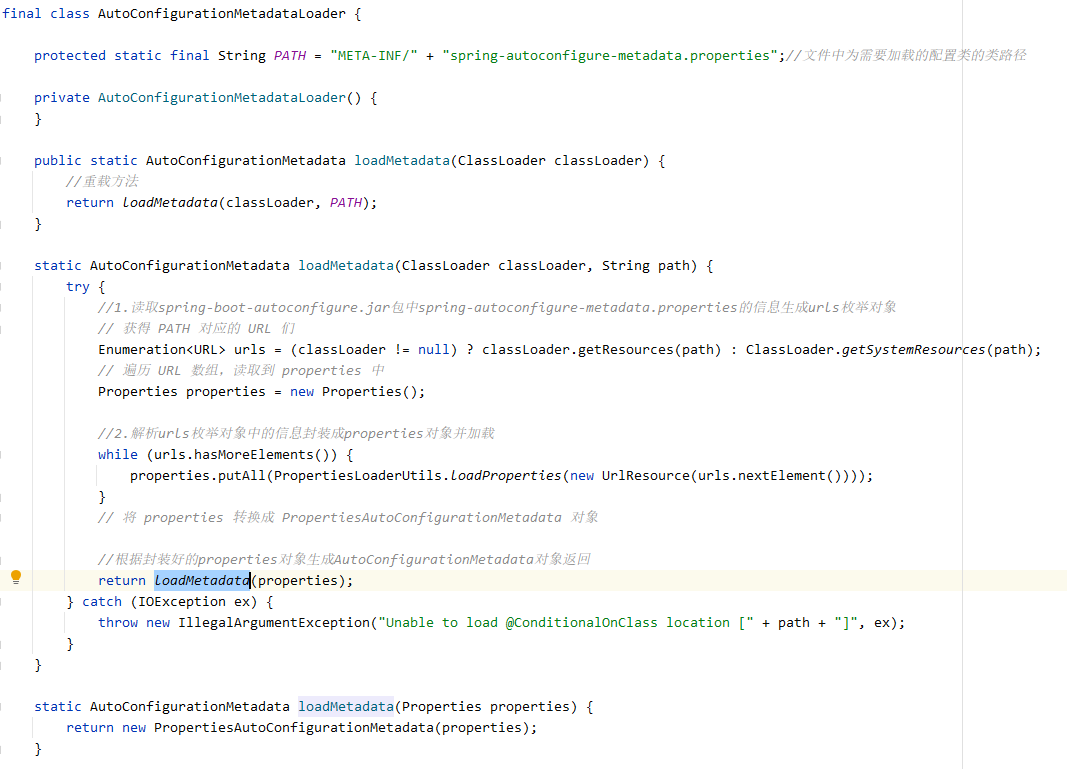 final class AutoConfigurationMetadataLoader {
protected static final String PATH = "META-INF/" + "spring-autoconfigure-metadata.properties";//文件中为需要加载的配置类的类路径
private AutoConfigurationMetadataLoader() {
}
public static AutoConfigurationMetadata loadMetadata(ClassLoader classLoader) {
//重载方法
return loadMetadata(classLoader, PATH);
}
static AutoConfigurationMetadata loadMetadata(ClassLoader classLoader, String path) {
try {
//1.读取spring-boot-autoconfigure.jar包中spring-autoconfigure-metadata.properties的信息生成urls枚举对象
// 获得 PATH 对应的 URL 们
Enumeration<URL> urls = (classLoader != null) ? classLoader.getResources(path) : ClassLoader.getSystemResources(path);
// 遍历 URL 数组，读取到 properties 中
Properties properties = new Properties();
//2.解析urls枚举对象中的信息封装成properties对象并加载
while (urls.hasMoreElements()) {
properties.putAll(PropertiesLoaderUtils.loadProperties(new UrlResource(urls.nextElement())));
}
// 将 properties 转换成 PropertiesAutoConfigurationMetadata 对象
//根据封装好的properties对象生成AutoConfigurationMetadata对象返回
return loadMetadata(properties);
} catch (IOException ex) {
throw new IllegalArgumentException("Unable to load @ConditionalOnClass location [" + path + "]", ex);
}
}
static AutoConfigurationMetadata loadMetadata(Properties properties) {
return new PropertiesAutoConfigurationMetadata(properties);
}